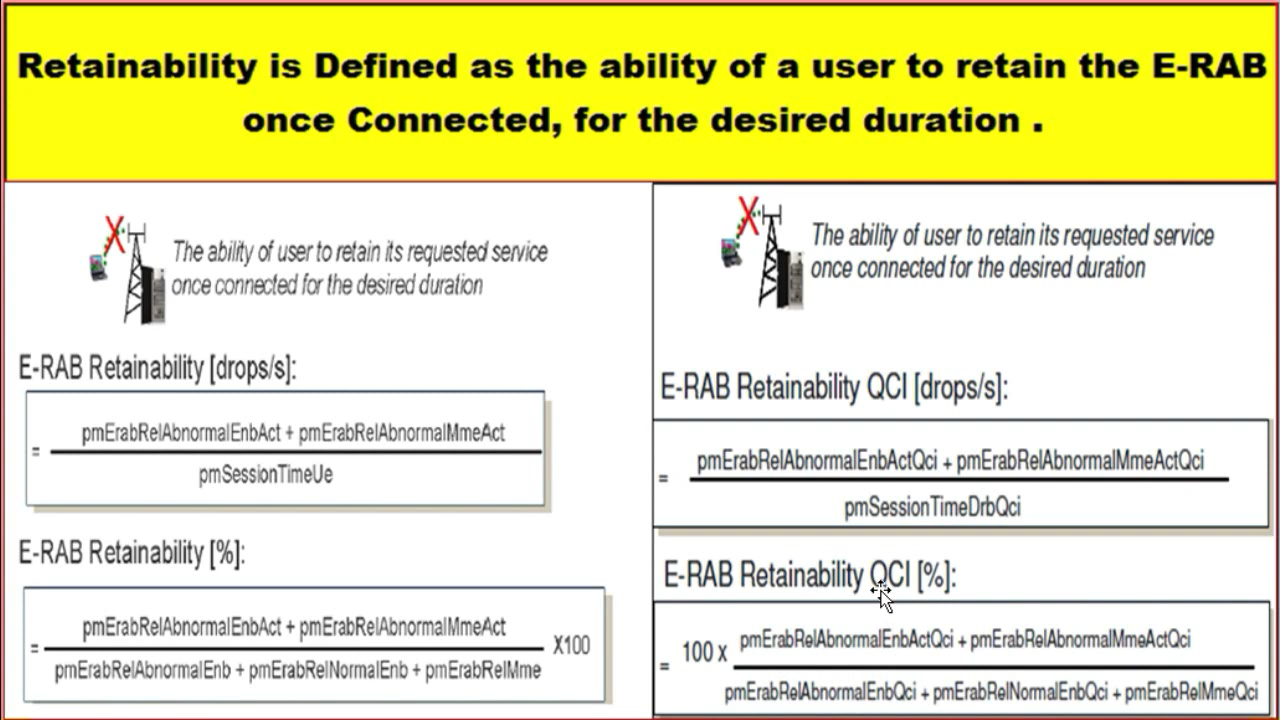 Retainability is Defined as the ability of a user to retain the E-RAB
once Connected, for the desired duration .
The ability of user to retain its requested service
once connected for the desired duration
E-RAB Retainability [drops/s]:
pmErabRelAbnormalEnbAct + pmErabRelAbnormalMmeAct
=
pmSessionTimeUe
E-RAB Retainability [%]:
pmErabRelAbnormalEnbAct + pmErabRelAbnormalMmeAct
= X100
pmErabRelAbnormalEnb + pmErabRelNormalEnb + pmErabRelMme
The ability of user to retain its requested service
once connected for the desired duration
E-RAB Retainability QCI [drops/s]:
pmErabRelAbnormalEnbActQci + pmErabRelAbnormalMmeActQci
=
pmSessionTimeDrbQci
E-RAB Retainability QCI [%]:
pmErabRelAbnormalEnbActQci + pmErabRelAbnormalMmeActQci
= 100 x
pmErabRelAbnormalEnbQci + pmErabRelNormalEnbQci + pmErabRelMmeQci